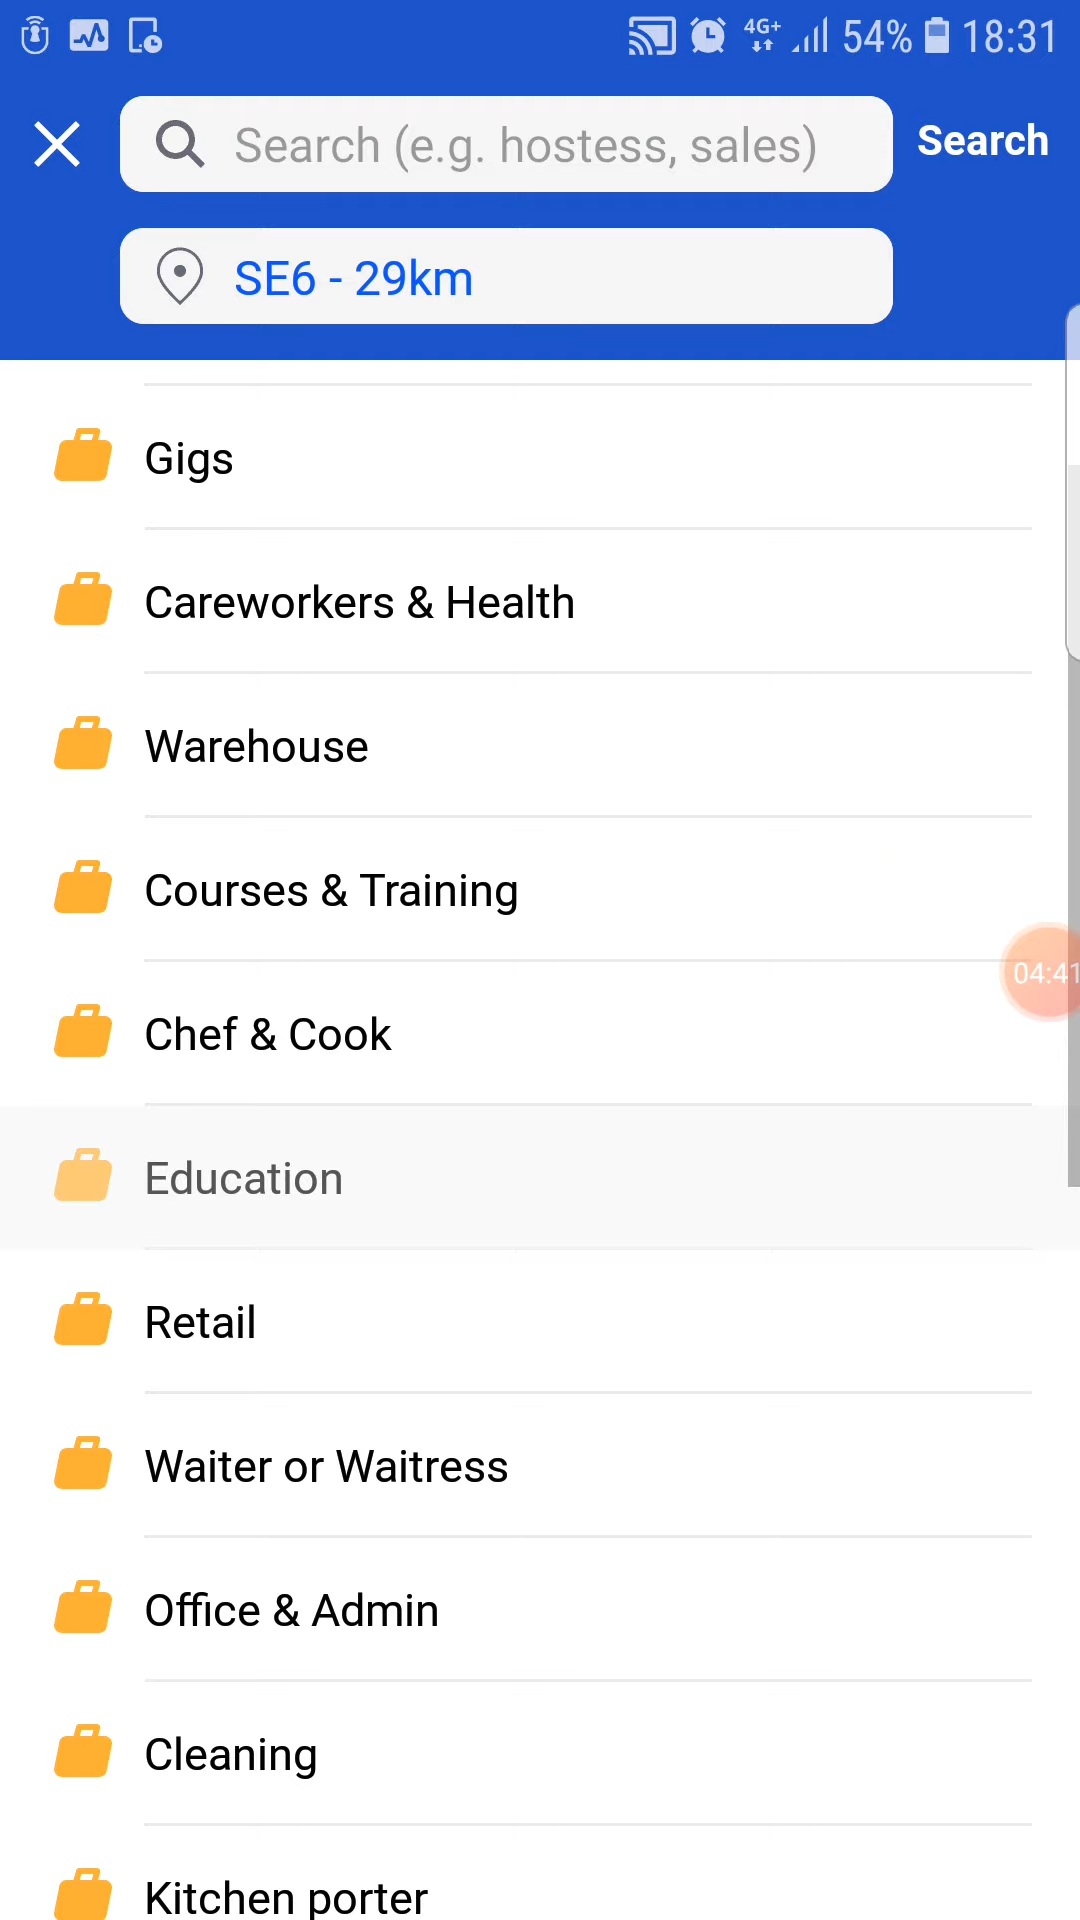 4G+ 54% 18:31
Search (e.g. hostess, sales) Search
SE6 - 29km
Gigs
Careworkers & Health
Warehouse
Courses & Training
04:41
Chef & Cook
Education
Retail
Waiter or Waitress
Office & Admin
Cleaning
Kitchen porter